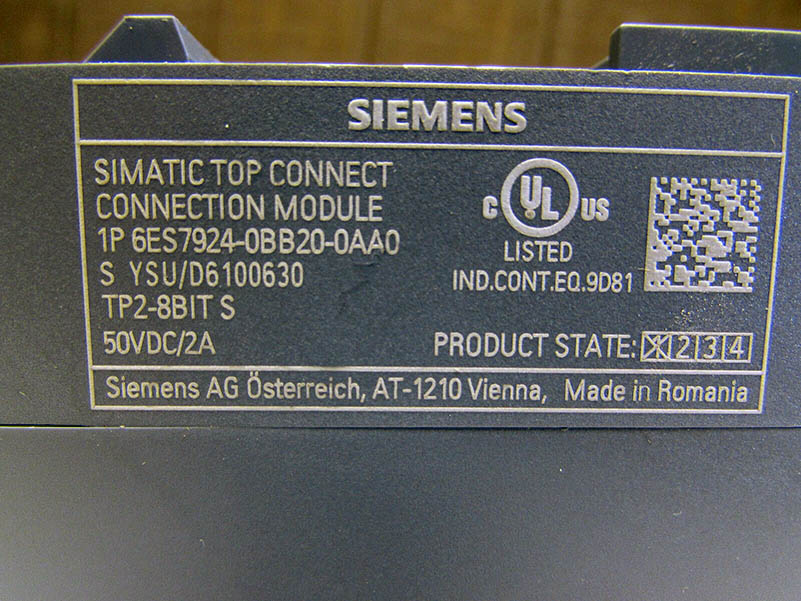 SIEMENS
SIMATIC TOP CONNECT
CONNECTION MODULE
1P 6ES7924-0BB20-0AA0
S YSU/D6100630
TP2-8BIT S
50VDC/2A
C UL US
LISTED
IND.CONT.EQ.9D81
PRODUCT STATE: X 2 3 4
Siemens AG Österreich, AT-1210 Vienna, Made in Romania